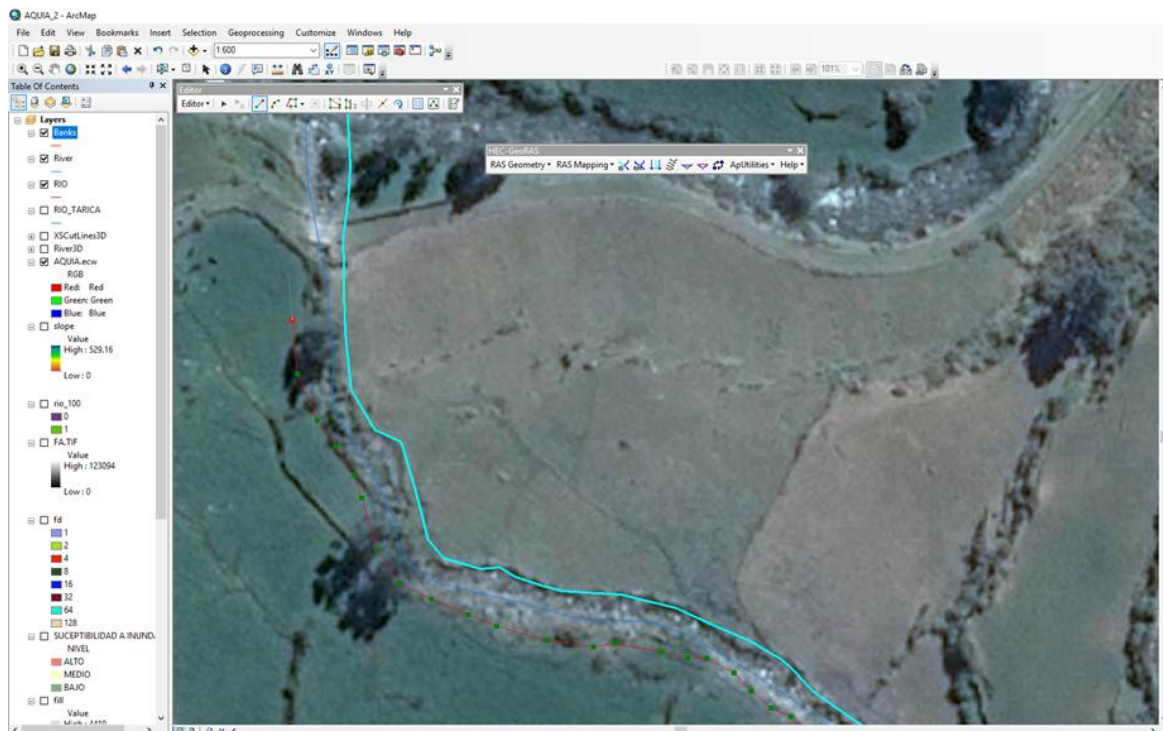 AQUIA_2 - ArcMap
File Edit View Bookmarks Insert Selection Geoprocessing Customize Windows Help
1:600
101%
Table Of Contents
Editor
Editor
HEC-GeoRAS
RAS Geometry RAS Mapping ApUtilities Help
Layers
Banks
River
RIO
RIO_TARICA
XSCutLines3D
River3D
AQUIA.ecw
RGB
Red: Red
Green: Green
Blue: Blue
slope
Value
High : 529.16
Low : 0
rio_100
0
1
FA.TIF
Value
High : 123094
Low : 0
fd
1
2
4
8
16
32
64
128
SUCEPTIBILIDAD A INUND
NIVEL
ALTO
MEDIO
BAJO
fill
Value